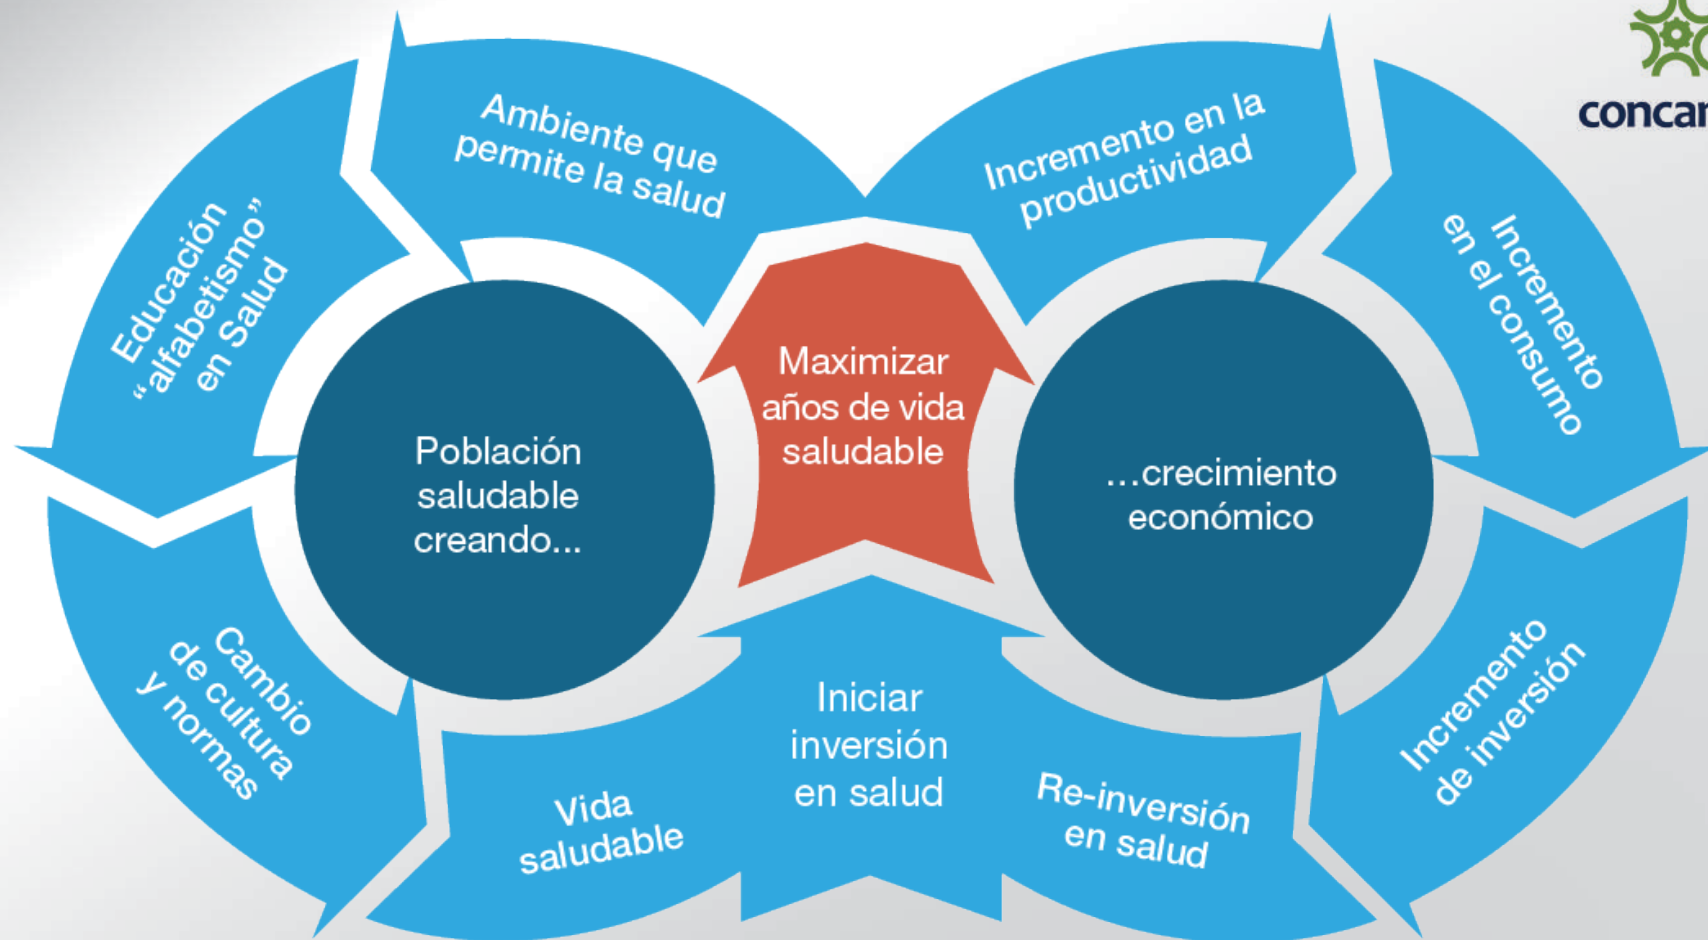 Ambiente que
permite la salud
Incremento en la
productividad
Educación
“alfabetismo”
en Salud
Incremento
en el consumo
Maximizar
años de vida
saludable
Población
saludable
creando...
...crecimiento
económico
Cambio
de cultura
y normas
Incremento
de inversión
Iniciar
inversión
en salud
Vida
saludable
Re-inversión
en salud